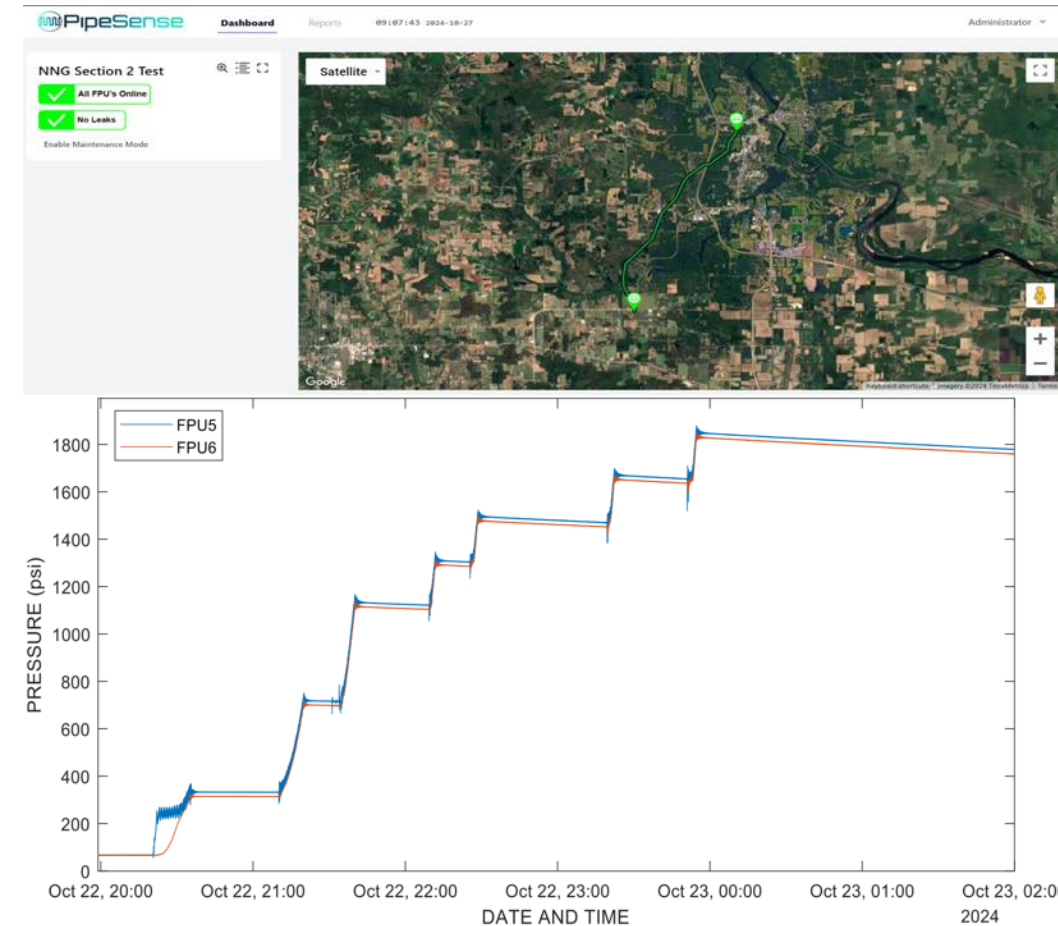 PipeSense Dashboard Reports 09:07:43 2024-10-27 Administrator
NNG Section 2 Test
All FPU's Online
No Leaks
Enable Maintenance Mode
Satellite
Google
Keyboard shortcuts Imagery ©2024 TerraMetrics Terms
FPU5
FPU6
PRESSURE (psi)
1800
1600
1400
1200
1000
800
600
400
200
0
Oct 22, 20:00 Oct 22, 21:00 Oct 22, 22:00 Oct 22, 23:00 Oct 23, 00:00 Oct 23, 01:00 Oct 23, 02:00
DATE AND TIME 2024